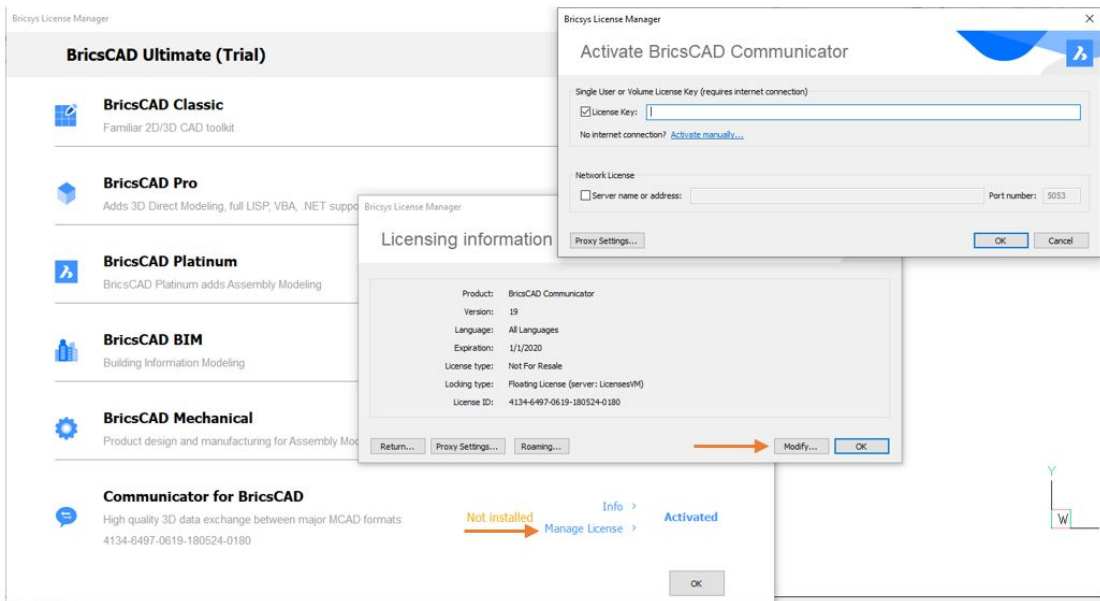 Bricsys License Manager
BricsCAD Ultimate (Trial)
BricsCAD Classic
Familiar 2D/3D CAD toolkit
BricsCAD Pro
Adds 3D Direct Modeling, full LISP, VBA, .NET suppo
BricsCAD Platinum
BricsCAD Platinum adds Assembly Modeling
BricsCAD BIM
Building Information Modeling
BricsCAD Mechanical
Product design and manufacturing for Assembly Mod
Communicator for BricsCAD
High quality 3D data exchange between major MCAD formats
4134-6497-0619-180524-0180
Not installed
Info >
Manage License >
Activated
OK
Bricsys License Manager
Licensing information
Product: BricsCAD Communicator
Version: 19
Language: All Languages
Expiration: 1/1/2020
License type: Not For Resale
Locking type: Floating License (server: LicensesVM)
License ID: 4134-6497-0619-180524-0180
Return... Proxy Settings... Roaming... Modify... OK
Bricsys License Manager
Activate BricsCAD Communicator
Single User or Volume License Key (requires internet connection)
License Key:
No internet connection? Activate manually...
Network License
Server name or address: Port number: 5053
Proxy Settings... OK Cancel
Y
W